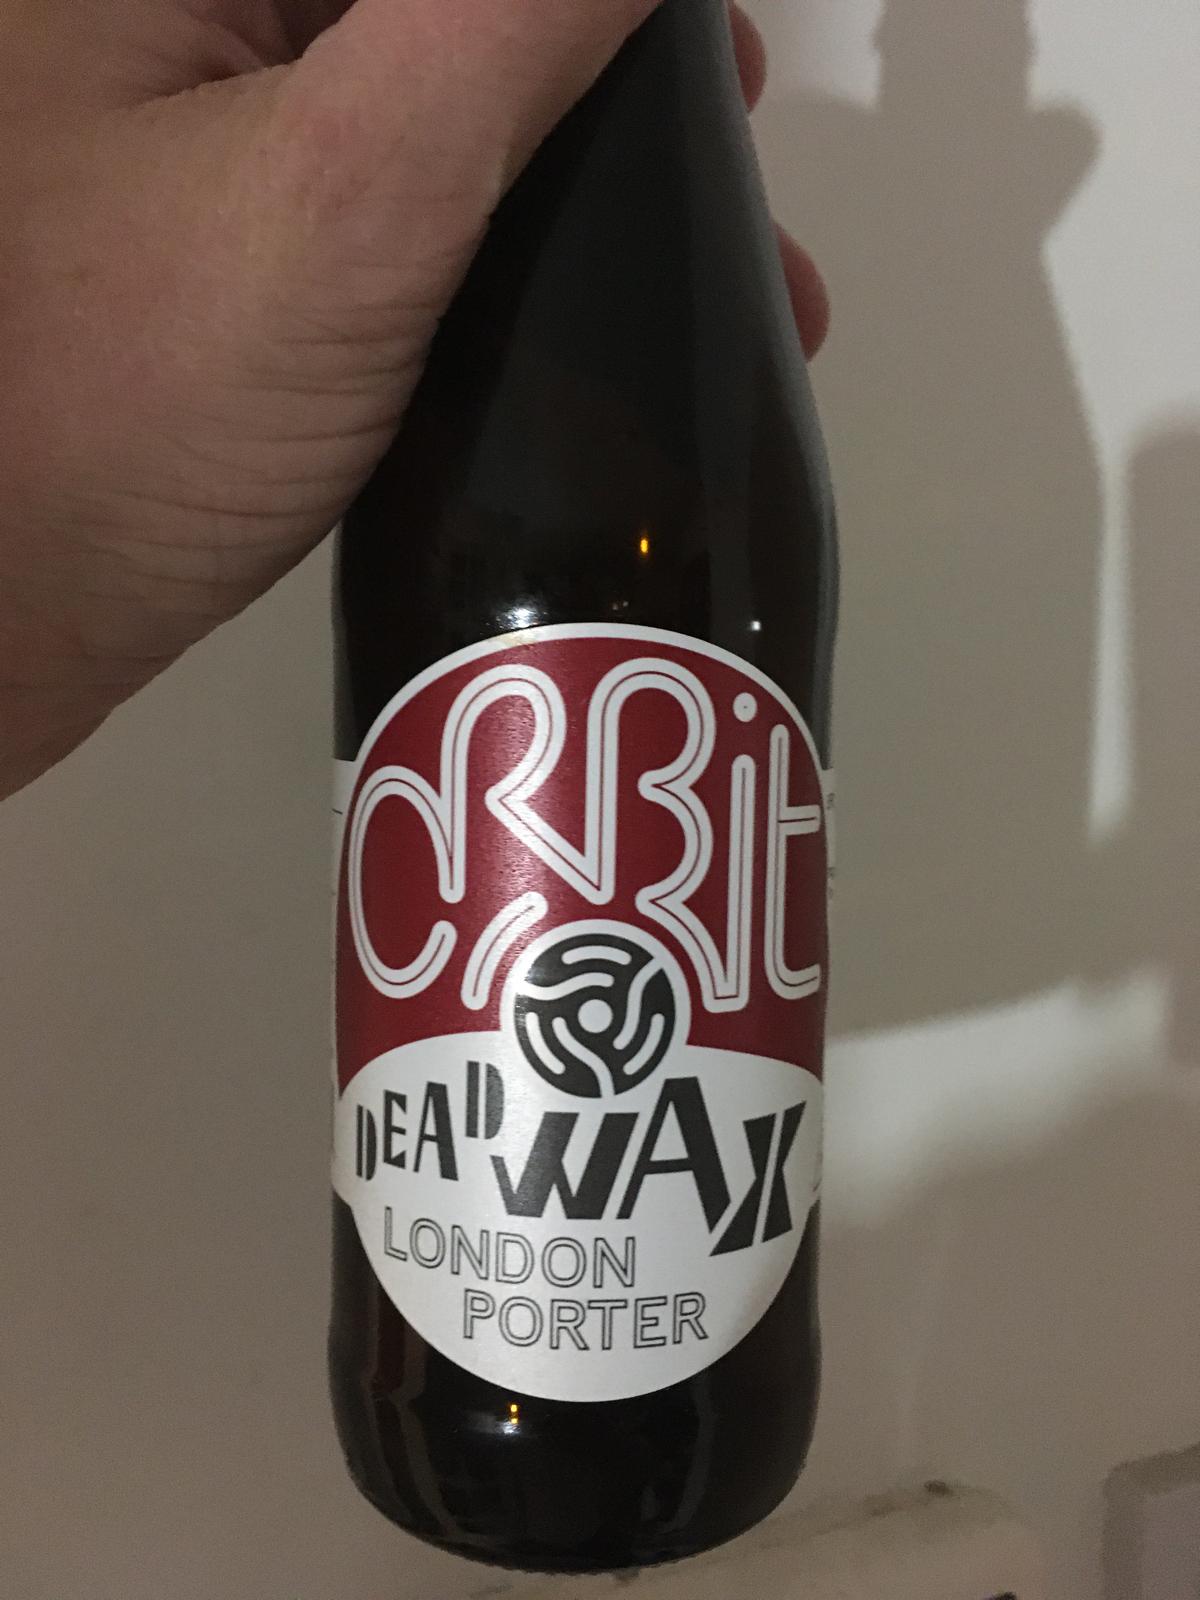 ORBit
DEAD WAX
LONDON
PORTER